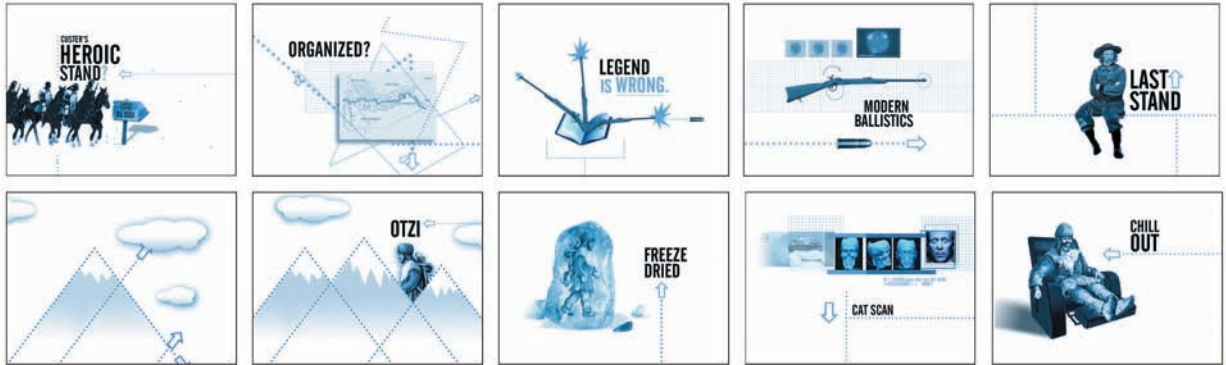 CUSTER'S
HEROIC
STAND?
ORGANIZED?
LEGEND
IS WRONG.
MODERN
BALLISTICS
LAST
STAND
OTZI
FREEZE
DRIED
CAT SCAN
CHILL
OUT